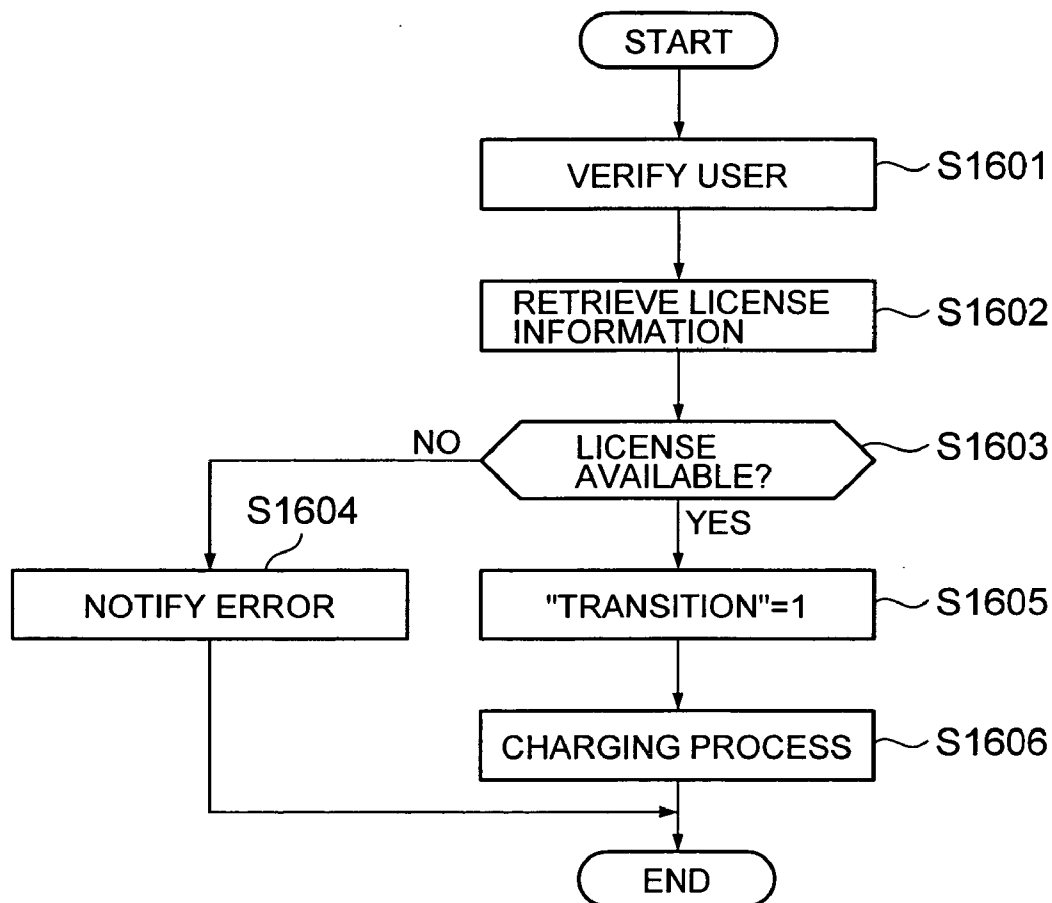 START
VERIFY USER
S1601
RETRIEVE LICENSE
INFORMATION
S1602
LICENSE
AVAILABLE?
S1603
NO
YES
S1604
NOTIFY ERROR
"TRANSITION"=1
S1605
CHARGING PROCESS
S1606
END